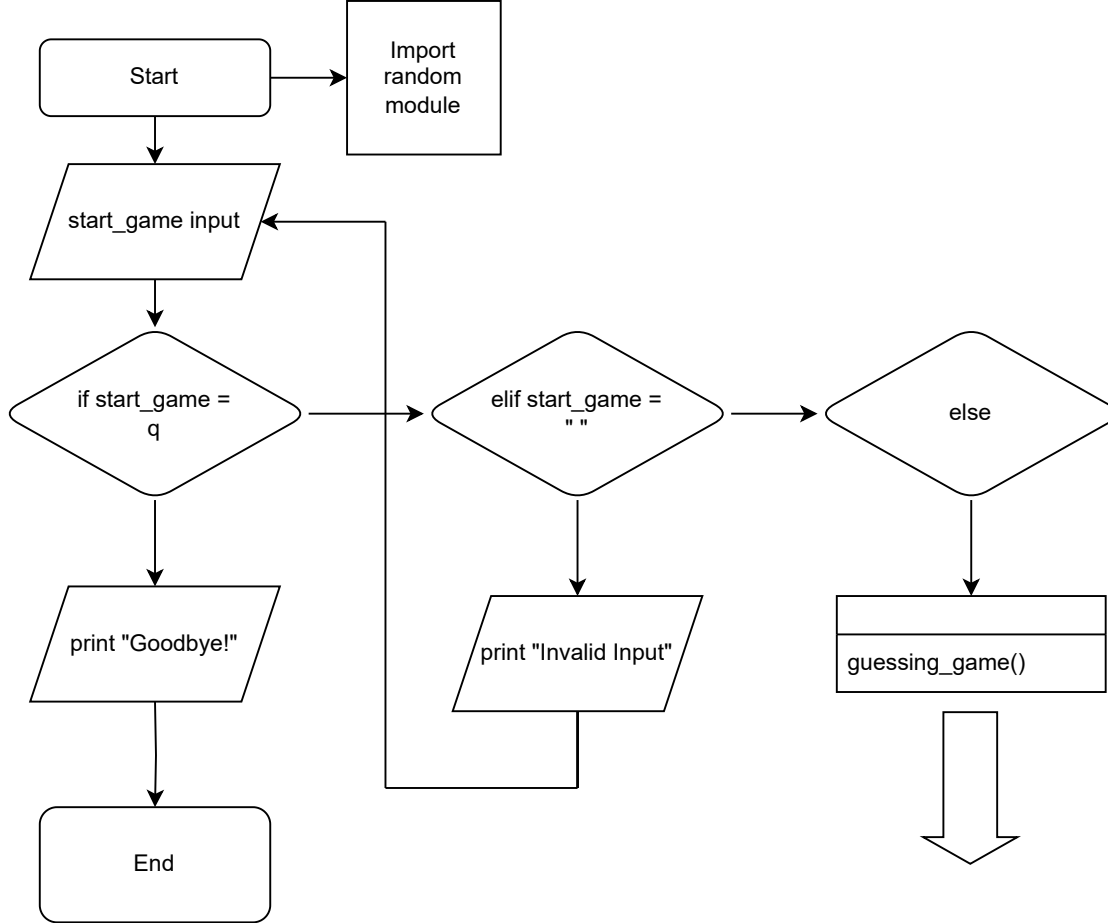 Start
Import
random
module
start_game input
if start_game =
q
elif start_game =
" "
else
print "Goodbye!"
print "Invalid Input"
guessing_game()
End